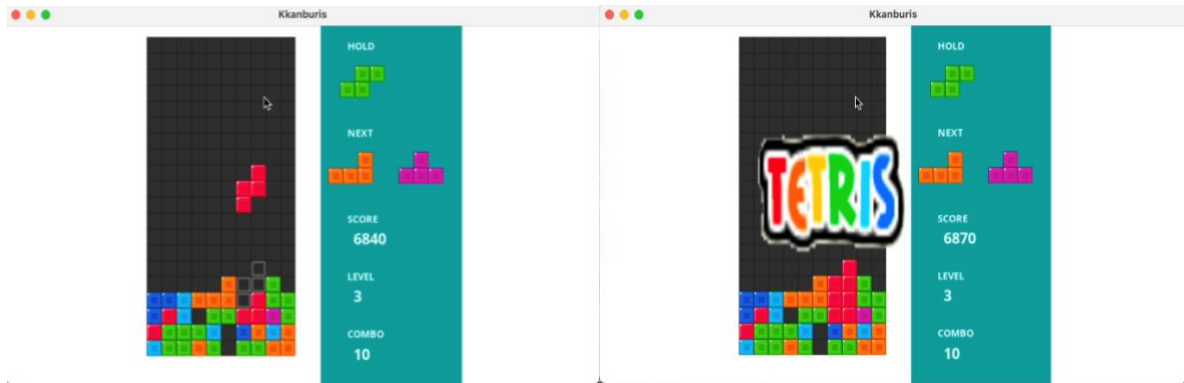 Kkanburis
HOLD
NEXT
SCORE
6840
LEVEL
3
COMBO
10
Kkanburis
HOLD
NEXT
TETRIS
SCORE
6870
LEVEL
3
COMBO
10